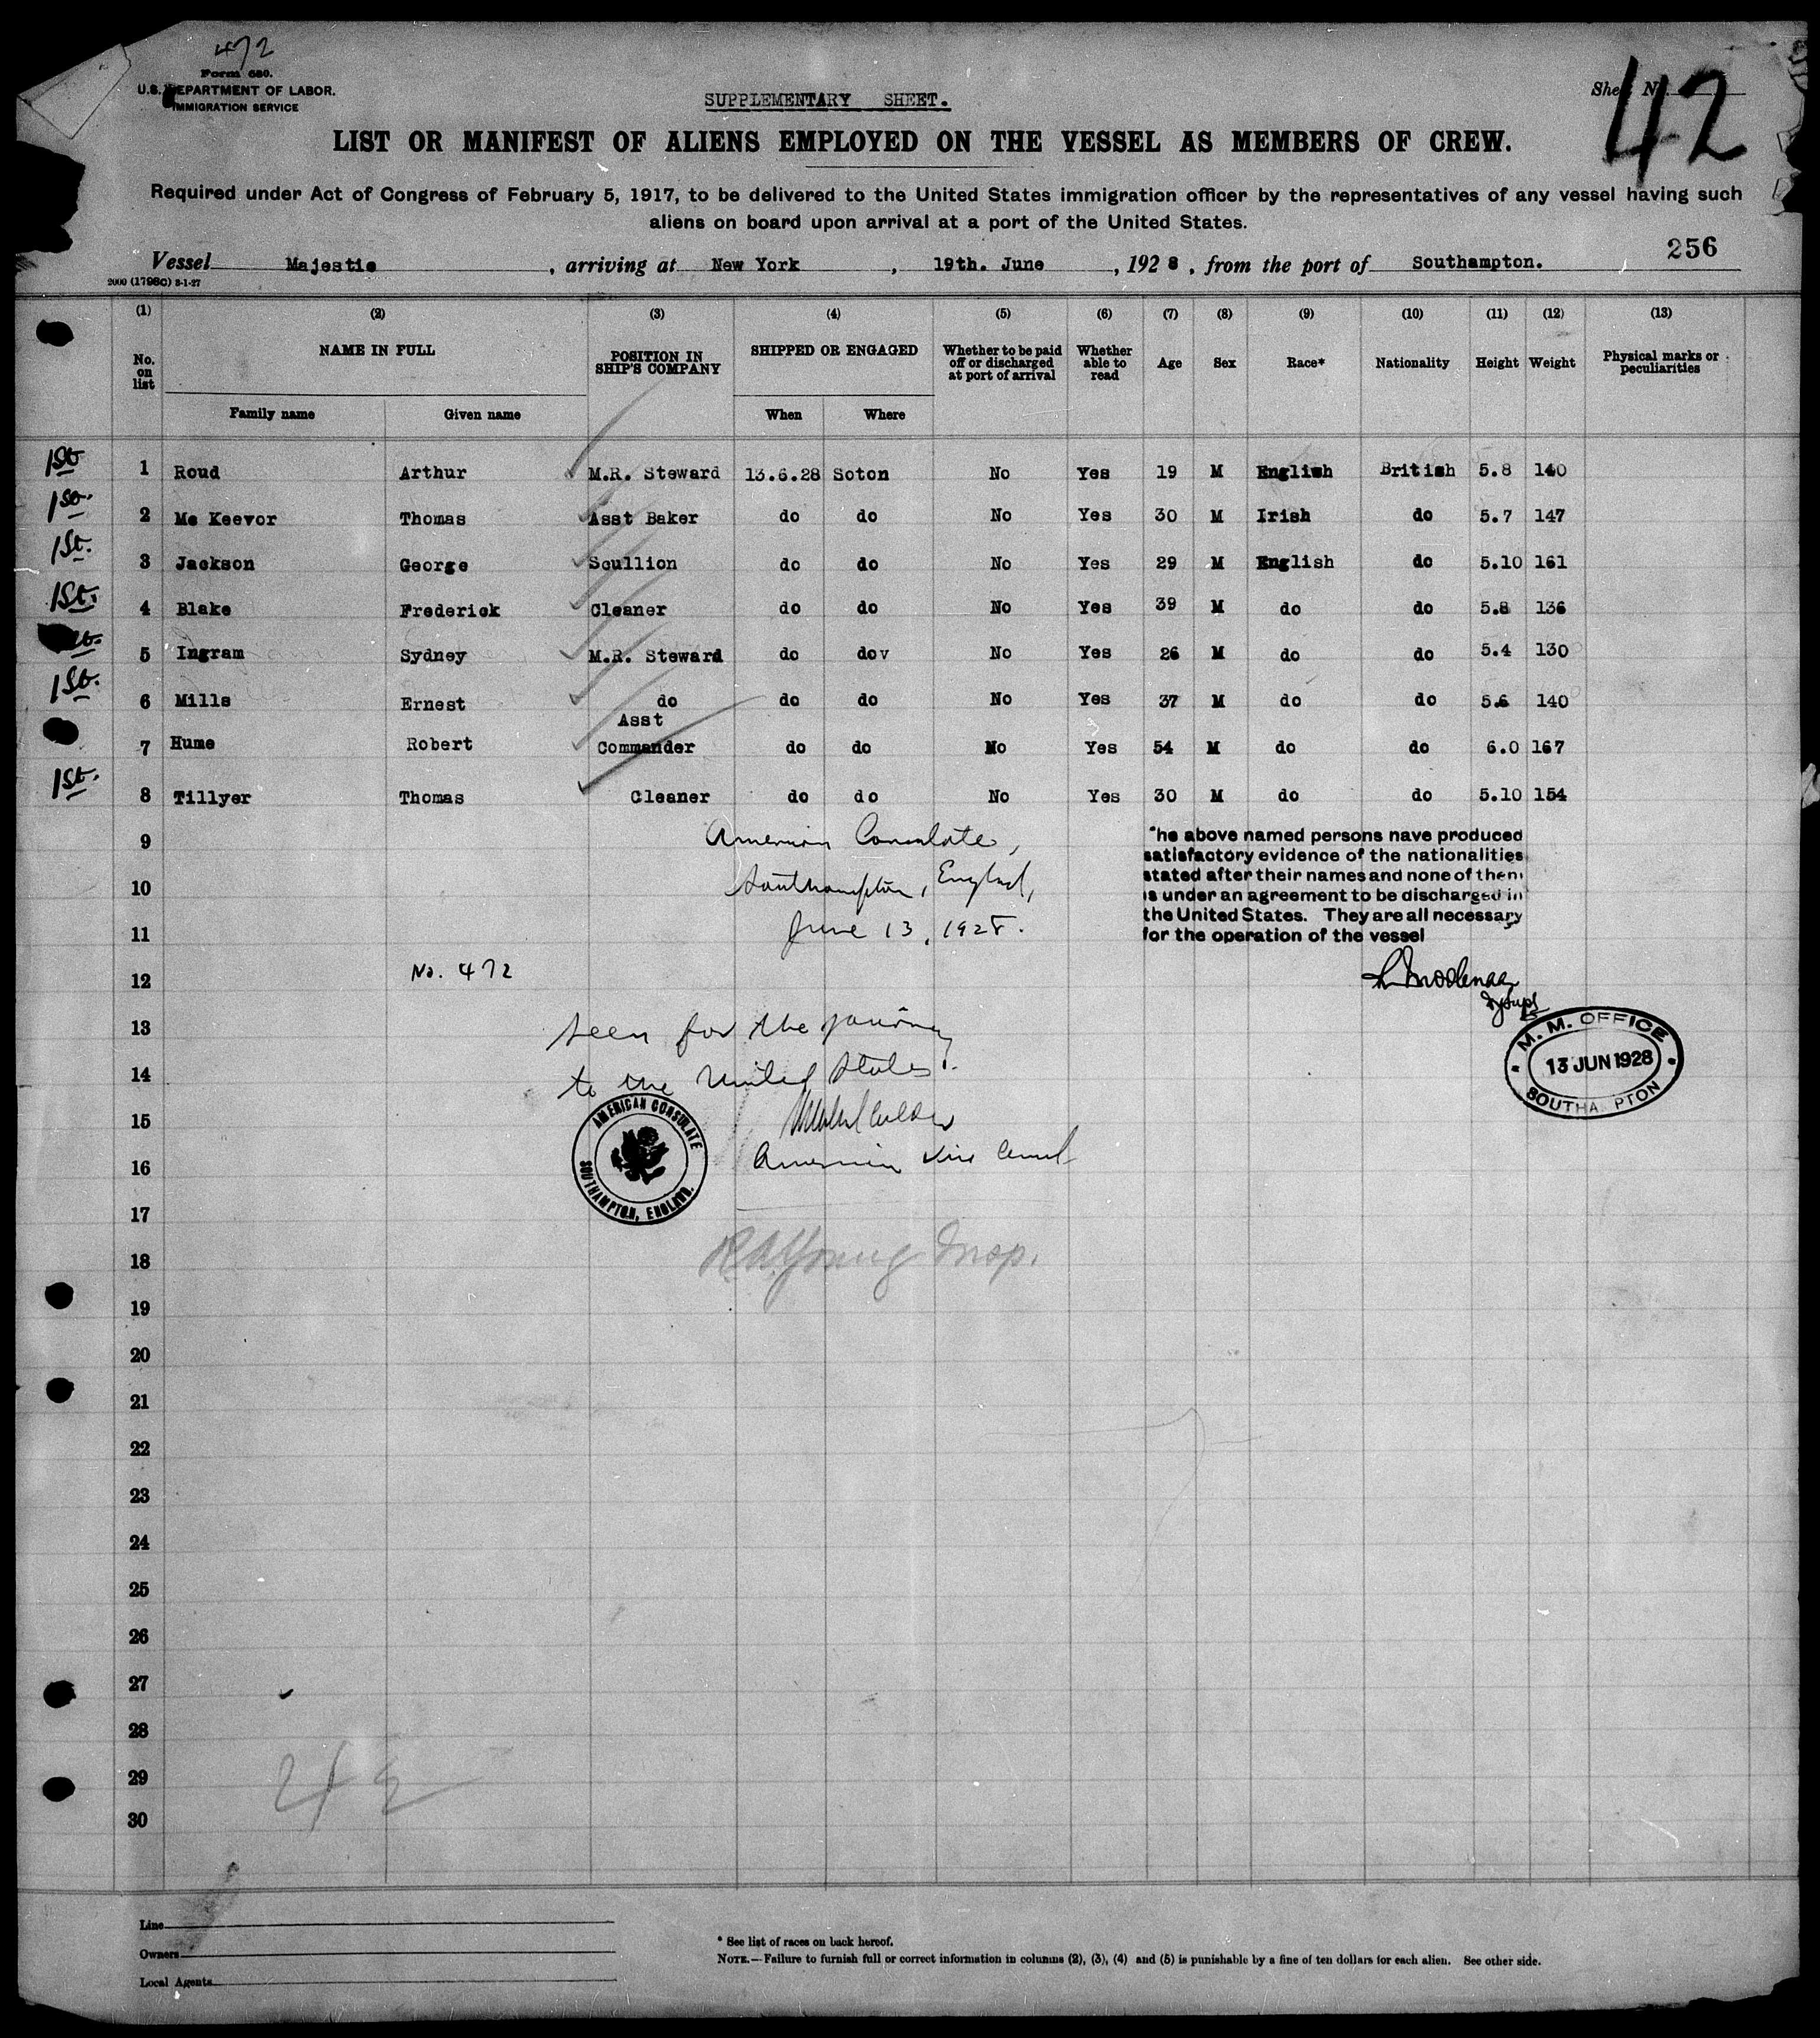 472
Form 680.
U.S. DEPARTMENT OF LABOR.
IMMIGRATION SERVICE
SUPPLEMENTARY SHEET.
Sheet No.
42
LIST OR MANIFEST OF ALIENS EMPLOYED ON THE VESSEL AS MEMBERS OF CREW.
Required under Act of Congress of February 5, 1917, to be delivered to the United States immigration officer by the representatives of any vessel having such
aliens on board upon arrival at a port of the United States.
256
Vessel Majestic, arriving at New York, 19th. June, 1928, from the port of Southampton.
2000 (1798c) 3-1-27
(1) (2) (3) (4) (5) (6) (7) (8) (9) (10) (11) (12) (13)
No. on list NAME IN FULL POSITION IN SHIP'S COMPANY SHIPPED OR ENGAGED Whether to be paid off or discharged at port of arrival Whether able to read Age Sex Race* Nationality Height Weight Physical marks or peculiarities
Family name Given name When Where
1st 1 Roud Arthur M.R. Steward 13.6.28 Soton No Yes 19 M English British 5.8 140
1st. 2 Mc Keevor Thomas Asst Baker do do No Yes 30 M Irish do 5.7 147
1st. 3 Jackson George Scullion do do No Yes 29 M English do 5.10 161
1st. 4 Blake Frederick Cleaner do do No Yes 39 M do do 5.8 136
5 Ingram Sydney M.R. Steward do do v No Yes 26 M do do 5.4 130
1st. 6 Mills Ernest do do do No Yes 37 M do do 5.6 140
7 Hume Robert Asst Commander do do No Yes 54 M do do 6.0 167
1st. 8 Tillyer Thomas Cleaner do do No Yes 30 M do do 5.10 154
9 American Consulate,
10 Southampton, England,
11 June 13, 1928.
he above named persons have produced
satisfactory evidence of the nationalities
stated after their names and none of them
is under an agreement to be discharged in
the United States. They are all necessary
for the operation of the vessel
12 No. 472
D/Supt
M. M. OFFICE
13 JUN 1928
SOUTHA PTON
13 Seen for the journey
14 to the United States.
15
16 American Vice Consul
AMERICAN CONSULATE
SOUTHAMPTON, ENGLAND.
17
18 R.A. Young Insp.
19
20
21
22
23
24
25
26
27
28
29 42
30
Line
Owners
Local Agents
* See list of races on back hereof.
NOTE.—Failure to furnish full or correct information in columns (2), (3), (4) and (5) is punishable by a fine of ten dollars for each alien. See other side.